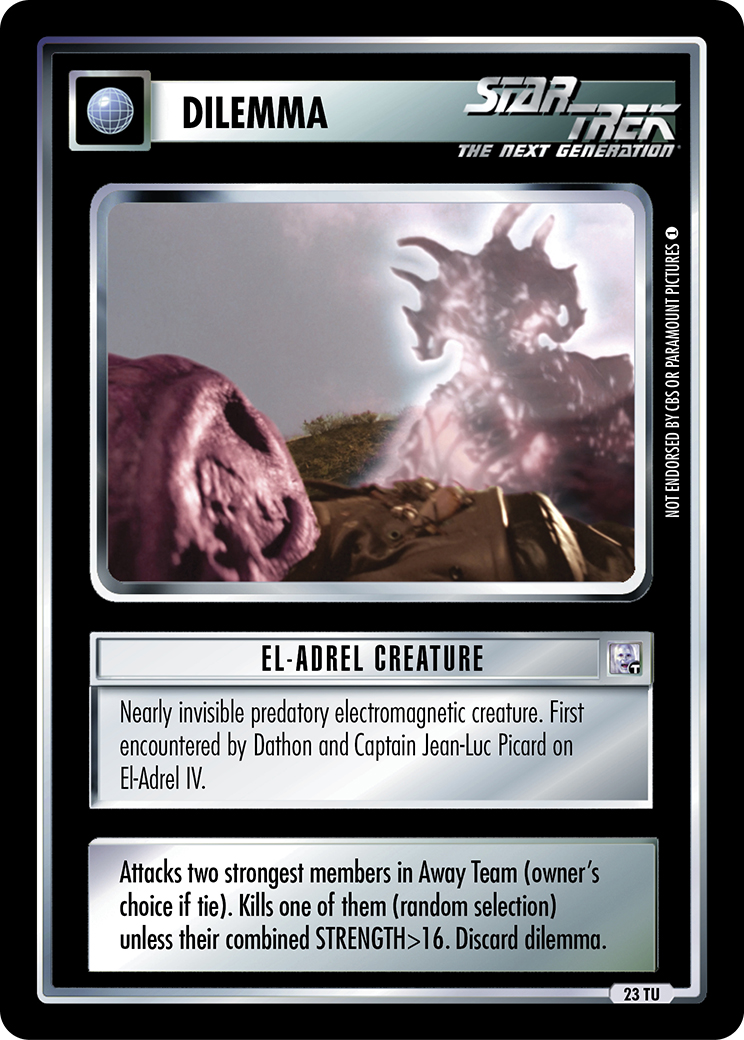 DILEMMA
STAR TREK
THE NEXT GENERATION
NOT ENDORSED BY CBS OR PARAMOUNT PICTURES 1
EL-ADREL CREATURE
T
Nearly invisible predatory electromagnetic creature. First
encountered by Dathon and Captain Jean-Luc Picard on
El-Adrel IV.
Attacks two strongest members in Away Team (owner's
choice if tie). Kills one of them (random selection)
unless their combined STRENGTH>16. Discard dilemma.
23 TU